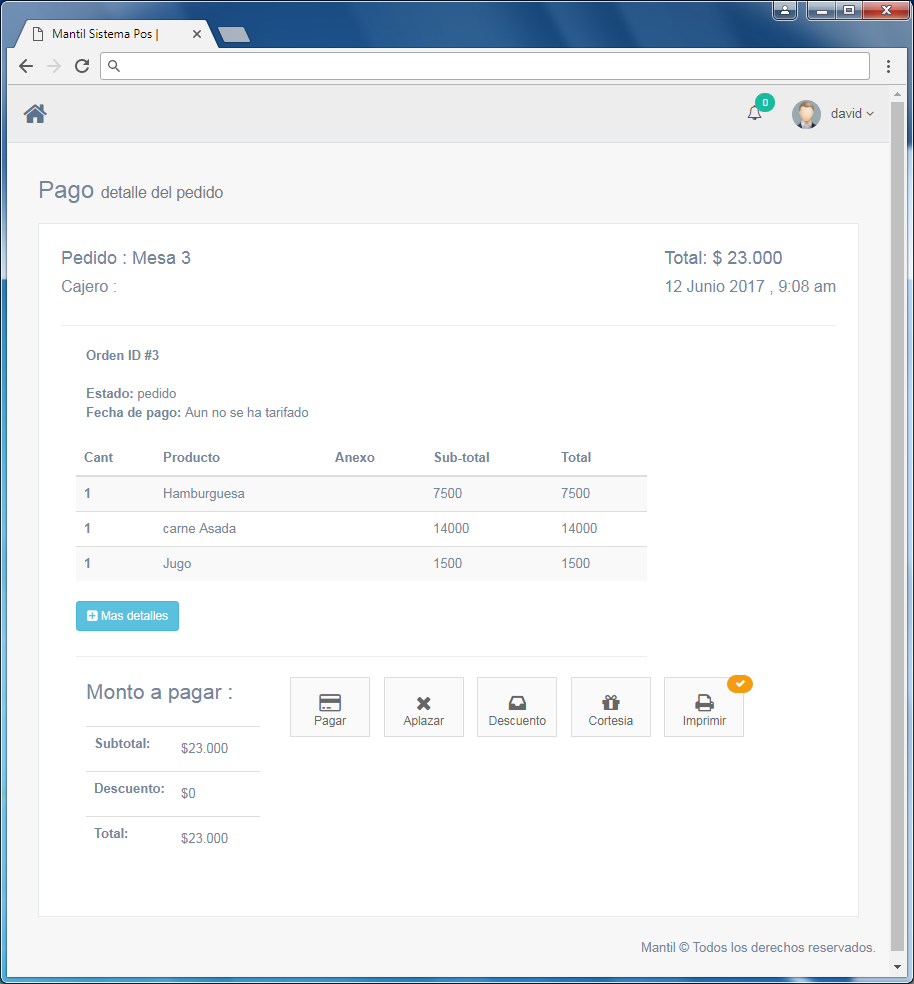 Mantil Sistema Pos |
0
david
Pago detalle del pedido
Pedido : Mesa 3
Total: $ 23.000
Cajero :
12 Junio 2017 , 9:08 am
Orden ID #3
Estado: pedido
Fecha de pago: Aun no se ha tarifado
Cant Producto Anexo Sub-total Total
1 Hamburguesa 7500 7500
1 carne Asada 14000 14000
1 Jugo 1500 1500
Mas detalles
Monto a pagar :
Pagar Aplazar Descuento Cortesia Imprimir
Subtotal: $23.000
Descuento: $0
Total: $23.000
Mantil © Todos los derechos reservados.